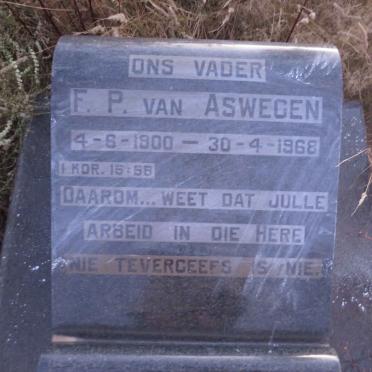 ONS VADER
F. P. VAN ASWEGEN
4-6-1900 — 30-4-1968
1 KOR. 15:58
DAAROM... WEET DAT JULLE
ARBEID IN DIE HERE
NIE TEVERGEEFS IS NIE.